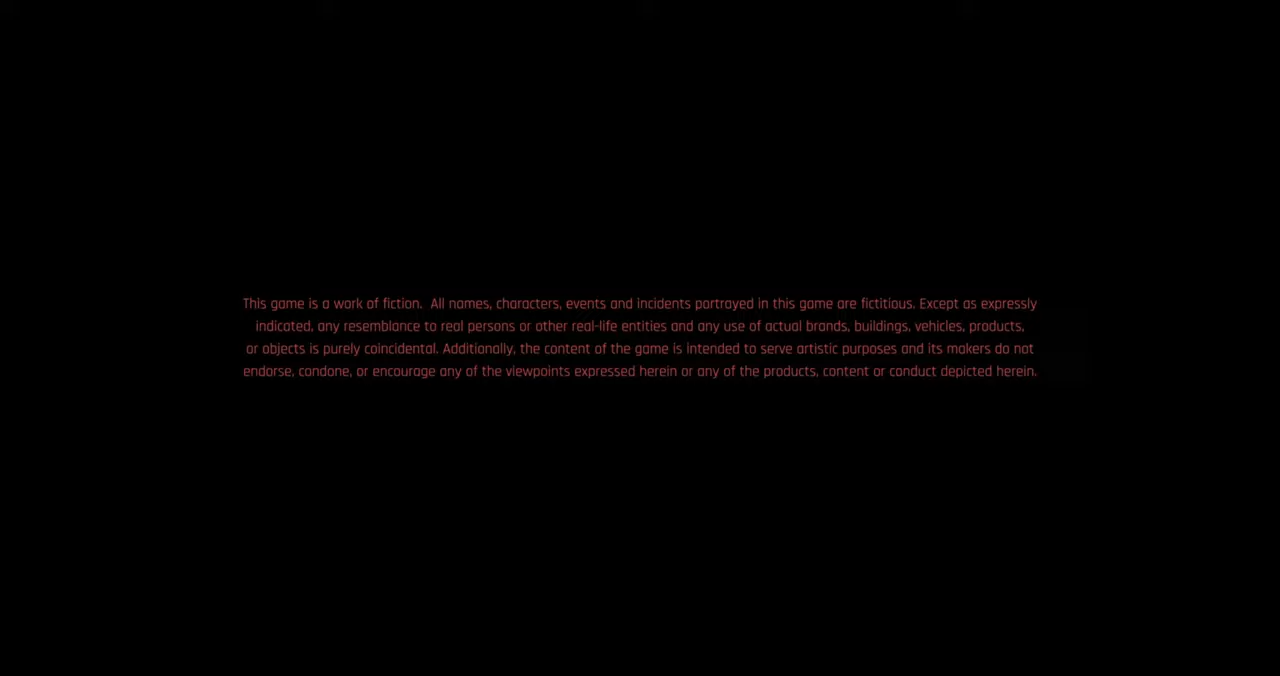 This game is a work of fiction.  All names, characters, events and incidents portrayed in this game are fictitious. Except as expressly
indicated, any resemblance to real persons or other real-life entities and any use of actual brands, buildings, vehicles, products,
or objects is purely coincidental. Additionally, the content of the game is intended to serve artistic purposes and its makers do not
endorse, condone, or encourage any of the viewpoints expressed herein or any of the products, content or conduct depicted herein.